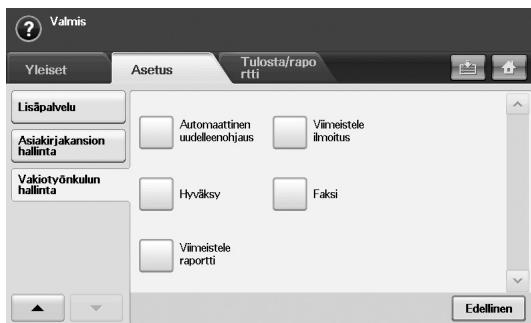 ?
Valmis
Yleiset
Asetus
Tulosta/rapo
rtti
Lisäpalvelu
Asiakirjakansion
hallinta
Vakiotyönkulun
hallinta
Automaattinen
uudelleenohjaus
Viimeistele
ilmoitus
Hyväksy
Faksi
Viimeistele
raportti
Edellinen